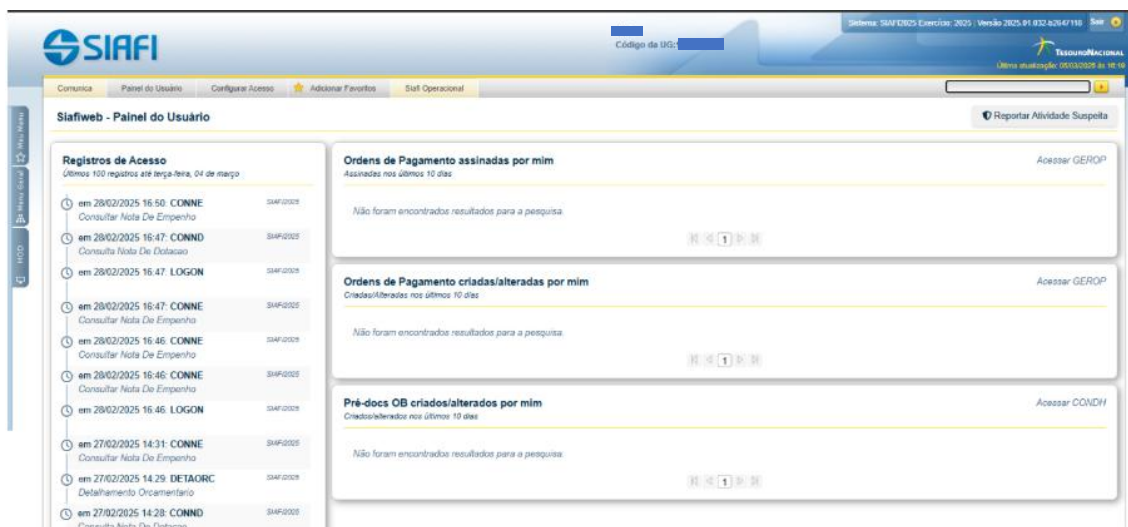 Sistema: SIAFI2025 Exercício: 2025 | Versão 2025.01.032-b2647110 Sair
SIAFI
Código da UG:
TESOURONACIONAL
Última atualização: 05/03/2025 às 16:10
Comunica Painel do Usuário Configurar Acesso Adicionar Favoritos Siafi Operacional
Meu Menu
Menu Geral
HOD
Siafiweb - Painel do Usuário
Reportar Atividade Suspeita
Registros de Acesso
Últimos 100 registros até terça-feira, 04 de março
em 28/02/2025 16:50: CONNE SIAFI2025
Consultar Nota De Empenho
em 28/02/2025 16:47: CONND SIAFI2025
Consulta Nota De Dotacao
em 28/02/2025 16:47: LOGON SIAFI2025
em 28/02/2025 16:47: CONNE SIAFI2025
Consultar Nota De Empenho
em 28/02/2025 16:46: CONNE SIAFI2025
Consultar Nota De Empenho
em 28/02/2025 16:46: CONNE SIAFI2025
Consultar Nota De Empenho
em 28/02/2025 16:46: LOGON SIAFI2025
em 27/02/2025 14:31: CONNE SIAFI2025
Consultar Nota De Empenho
em 27/02/2025 14:29: DETAORC SIAFI2025
Detalhamento Orcamentario
em 27/02/2025 14:28: CONND SIAFI2025
Consulta Nota De Dotacao
Ordens de Pagamento assinadas por mim Acessar GEROP
Assinadas nos últimos 10 dias
Não foram encontrados resultados para a pesquisa.
1
Ordens de Pagamento criadas/alteradas por mim Acessar GEROP
Criadas/Alteradas nos últimos 10 dias
Não foram encontrados resultados para a pesquisa.
1
Pré-docs OB criados/alterados por mim Acessar CONDH
Criados/alterados nos últimos 10 dias
Não foram encontrados resultados para a pesquisa.
1